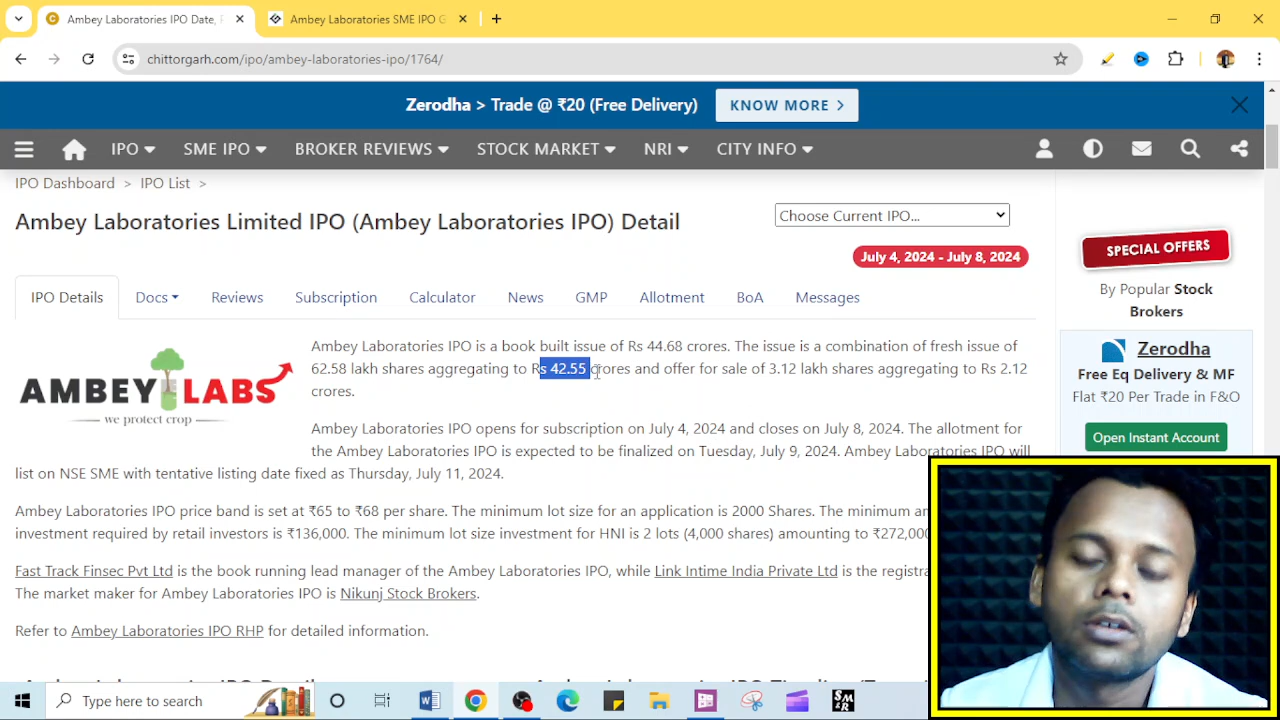 Ambey Laboratories IPO Date, P
Ambey Laboratories SME IPO G
chittorgarh.com/ipo/ambey-laboratories-ipo/1764/
Zerodha > Trade @ ₹20 (Free Delivery)
KNOW MORE >
IPO
SME IPO
BROKER REVIEWS
STOCK MARKET
NRI
CITY INFO
IPO Dashboard > IPO List >
Ambey Laboratories Limited IPO (Ambey Laboratories IPO) Detail
Choose Current IPO...
July 4, 2024 - July 8, 2024
IPO Details
Docs
Reviews
Subscription
Calculator
News
GMP
Allotment
BoA
Messages
AMBEY LABS
we protect crop
Ambey Laboratories IPO is a book built issue of Rs 44.68 crores. The issue is a combination of fresh issue of
62.58 lakh shares aggregating to Rs 42.55 crores and offer for sale of 3.12 lakh shares aggregating to Rs 2.12
crores.
Ambey Laboratories IPO opens for subscription on July 4, 2024 and closes on July 8, 2024. The allotment for
the Ambey Laboratories IPO is expected to be finalized on Tuesday, July 9, 2024. Ambey Laboratories IPO will
list on NSE SME with tentative listing date fixed as Thursday, July 11, 2024.
Ambey Laboratories IPO price band is set at ₹65 to ₹68 per share. The minimum lot size for an application is 2000 Shares. The minimum
investment required by retail investors is ₹136,000. The minimum lot size investment for HNI is 2 lots (4,000 shares) amounting to ₹272,000
Fast Track Finsec Pvt Ltd is the book running lead manager of the Ambey Laboratories IPO, while Link Intime India Private Ltd is the
The market maker for Ambey Laboratories IPO is Nikunj Stock Brokers.
Refer to Ambey Laboratories IPO RHP for detailed information.
SPECIAL OFFERS
By Popular Stock
Brokers
Zerodha
Free Eq Delivery & MF
Flat ₹20 Per Trade in F&O
Open Instant Account
Type here to search